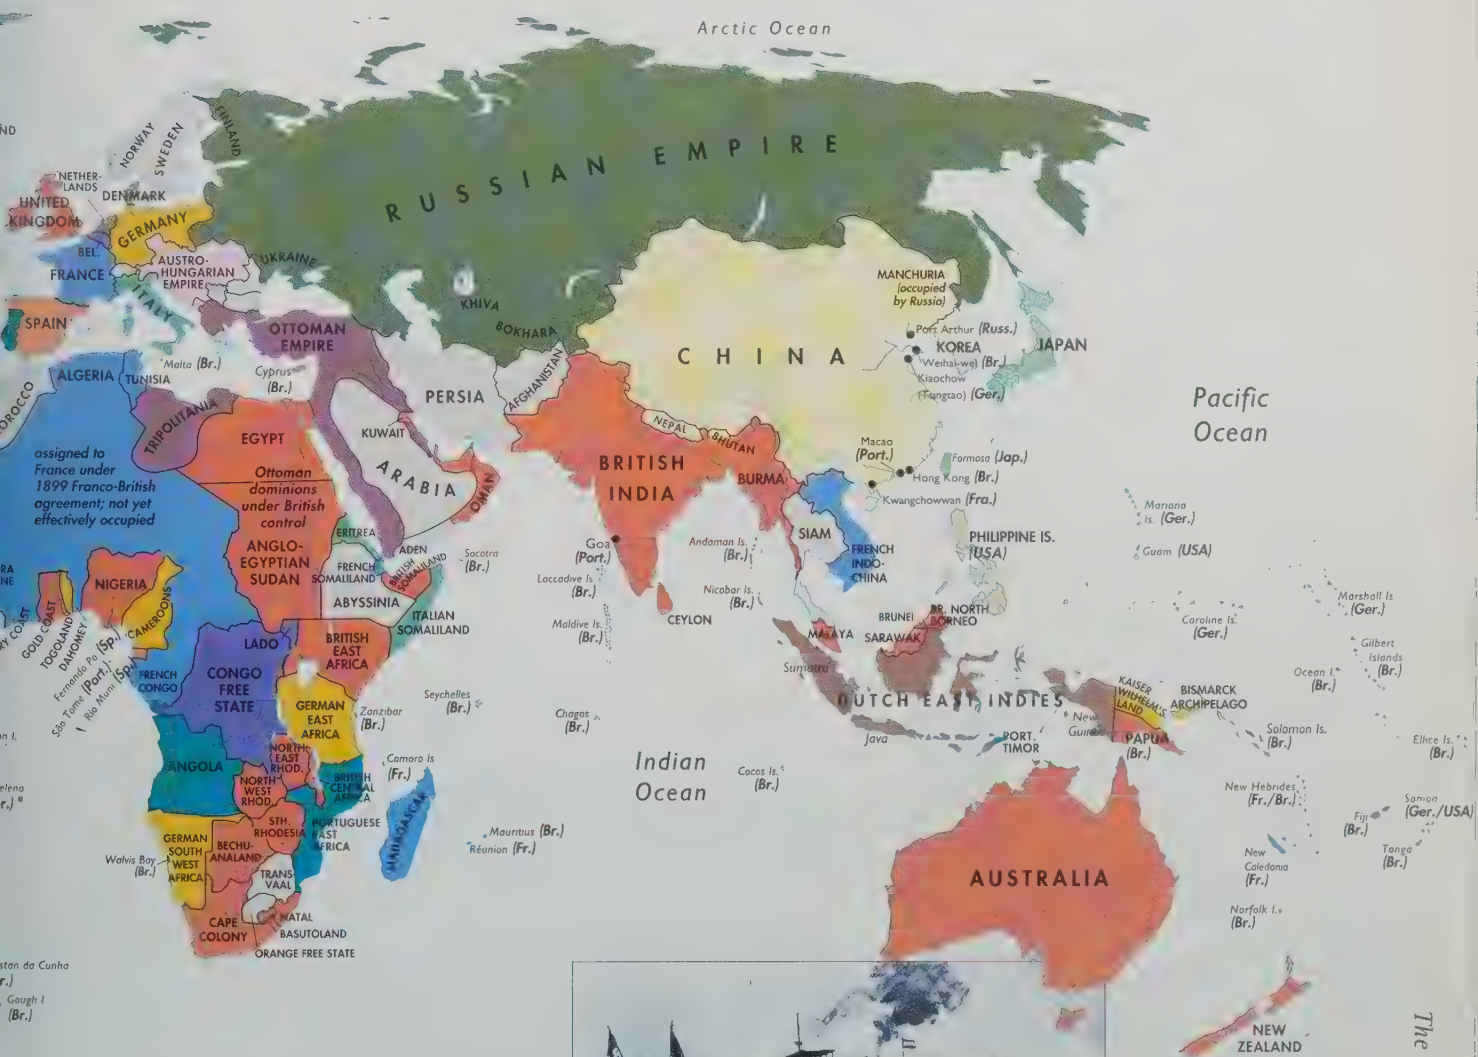 Arctic Ocean
RUSSIAN EMPIRE
FINLAND
NORWAY
SWEDEN
NETHER-
LANDS
DENMARK
UNITED
KINGDOM
GERMANY
BEL.
FRANCE
AUSTRO-
HUNGARIAN
EMPIRE
UKRAINE
ITALY
SPAIN
KHIVA
BOKHARA
OTTOMAN
EMPIRE
Malta (Br.)
Cyprus
(Br.)
ALGERIA
TUNISIA
TRIPOLITANIA
PERSIA
AFGHANISTAN
KUWAIT
ARABIA
OMAN
EGYPT
Ottoman
dominions
under British
control
assigned to
France under
1899 Franco-British
agreement; not yet
effectively occupied
ANGLO-
EGYPTIAN
SUDAN
ERITREA
ADEN
FRENCH
SOMALILAND
BRITISH
SOMALILAND
ABYSSINIA
ITALIAN
SOMALILAND
Socotra
(Br.)
NIGERIA
CAMEROONS
GOLD COAST
TOGOLAND
DAHOMEY
Fernando Po (Sp.)
São Tome (Port.)
Rio Muni (Sp.)
FRENCH
CONGO
LADO
CONGO
FREE
STATE
BRITISH
EAST
AFRICA
GERMAN
EAST
AFRICA
Zanzibar
(Br.)
Seychelles
(Br.)
ANGOLA
NORTH-
EAST
RHOD.
NORTH-
WEST
RHOD.
BRITISH
CENTRAL
AFRICA
STH.
RHODESIA
PORTUGUESE
EAST
AFRICA
Comoro Is
(Fr.)
MADAGASCAR
Mauritius (Br.)
Réunion (Fr.)
GERMAN
SOUTH
WEST
AFRICA
Walvis Bay
(Br.)
BECHU-
ANALAND
TRANS-
VAAL
CAPE
COLONY
NATAL
BASUTOLAND
ORANGE FREE STATE
stan da Cunha
Gough I
(Br.)
CHINA
MANCHURIA
(occupied
by Russia)
Port Arthur (Russ.)
KOREA
Weihai-wei (Br.)
Kiaochow
(Tsingtao) (Ger.)
JAPAN
Macao
(Port.)
Formosa (Jap.)
Hong Kong (Br.)
Kwangchowwan (Fra.)
NEPAL
BHUTAN
BRITISH
INDIA
BURMA
Goa
(Port.)
Laccadive Is
(Br.)
Maldive Is.
(Br.)
CEYLON
Andaman Is.
(Br.)
Nicobar Is.
(Br.)
Chagos
(Br.)
SIAM
FRENCH
INDO-
CHINA
PHILIPPINE IS.
(USA)
BR. NORTH
BORNEO
BRUNEI
SARAWAK
MALAYA
Sumatra
DUTCH EAST INDIES
Java
PORT.
TIMOR
New
Guinea
KAISER
WILHELM'S
LAND
BISMARCK
ARCHIPELAGO
PAPUA
(Br.)
Indian
Ocean
Cocos Is.
(Br.)
AUSTRALIA
Pacific
Ocean
Mariana
Is. (Ger.)
Guam (USA)
Caroline Is.
(Ger.)
Marshall Is
(Ger.)
Gilbert
Islands
(Br.)
Ocean I.
(Br.)
Solomon Is.
(Br.)
Ellice Is.
(Br.)
New Hebrides
(Fr./Br.)
Samoa
(Ger./USA)
Fiji
(Br.)
Tonga
(Br.)
New
Caledonia
(Fr.)
Norfolk I.
(Br.)
NEW
ZEALAND
The